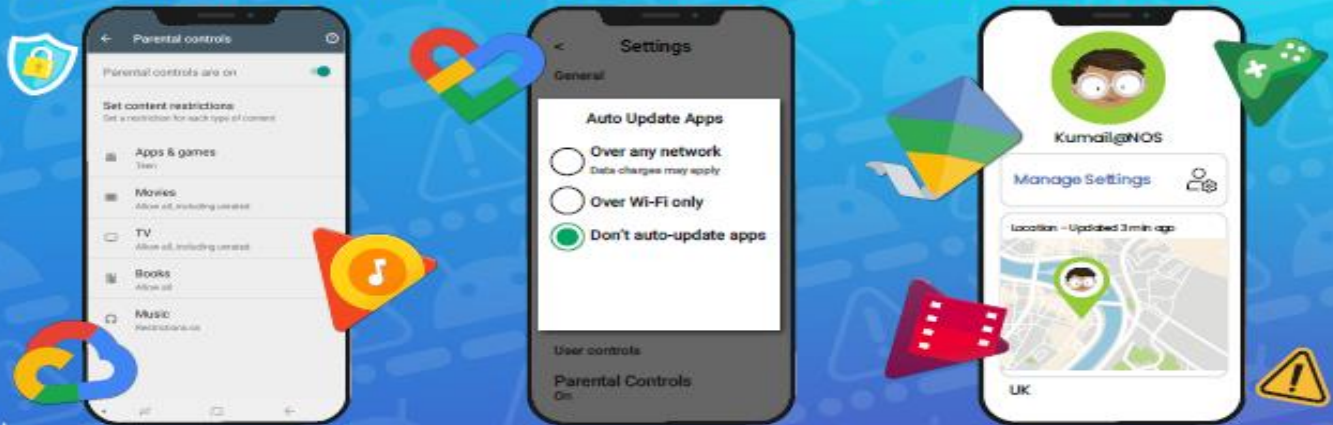 Parental controls
Parental controls are on
Set content restrictions
Set a restriction for each type of content
Apps & games
Teen
Movies
Allow all, including unrated
TV
Allow all, including unrated
Books
Allow all
Music
Restrictions on
Settings
General
Auto Update Apps
Over any network
Data charges may apply
Over Wi-Fi only
Don't auto-update apps
User controls
Parental Controls
On
Kumail@NOS
Manage Settings
Location - Updated 3 min ago
UK